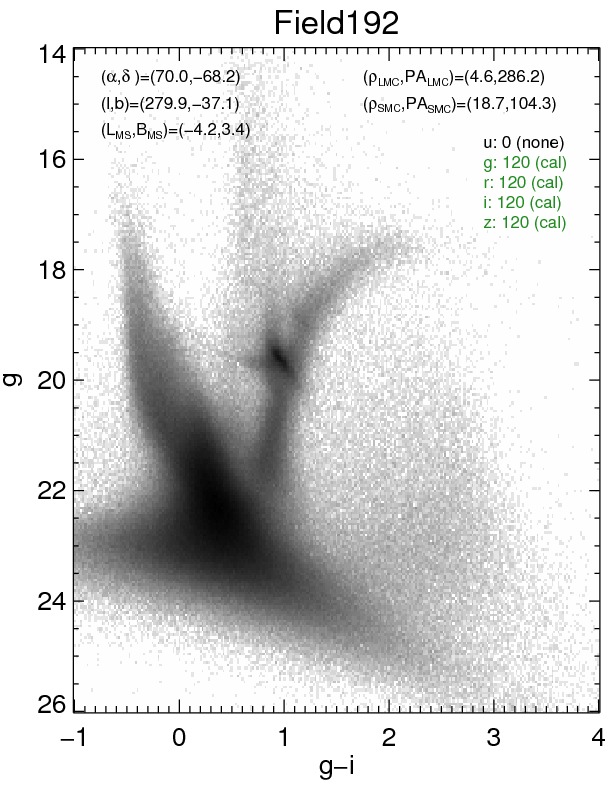 Field192
(α,δ )=(70.0,−68.2)
(l,b)=(279.9,−37.1)
(LMS,BMS)=(−4.2,3.4)
(ρLMC,PALMC)=(4.6,286.2)
(ρSMC,PASMC)=(18.7,104.3)
u: 0 (none)
g: 120 (cal)
r: 120 (cal)
i: 120 (cal)
z: 120 (cal)
14
16
18
20
22
24
26
g
−1 0 1 2 3 4
g−i